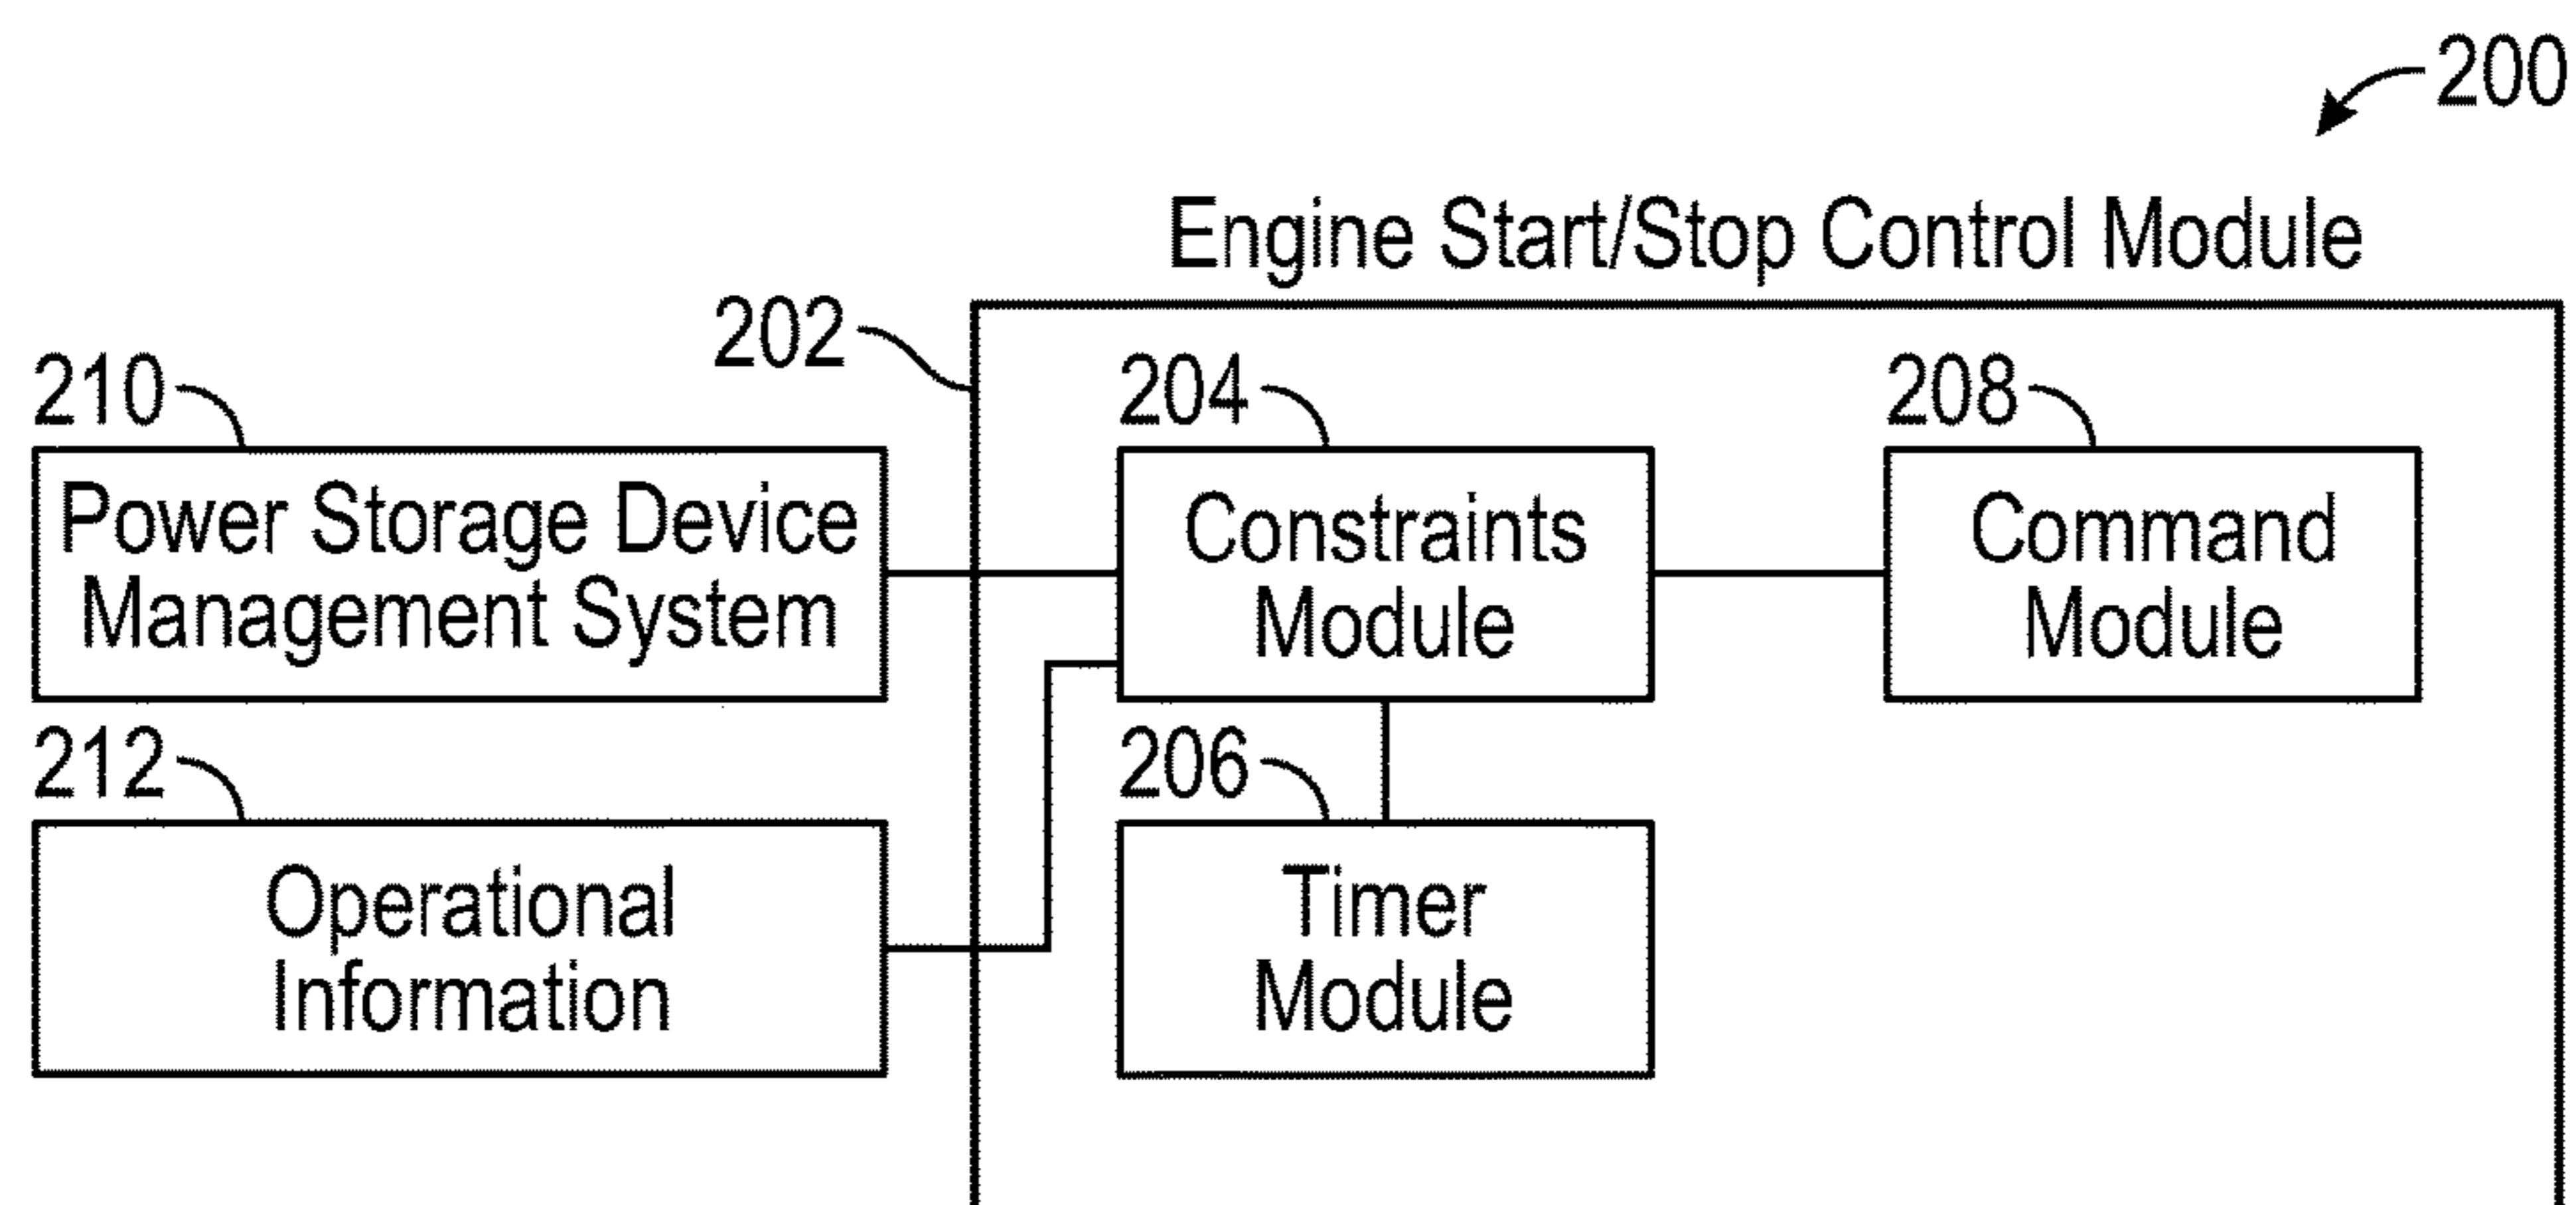 200
Engine Start/Stop Control Module
202
210
204
208
Power Storage Device
Management System
Constraints
Module
Command
Module
212
206
Operational
Information
Timer
Module